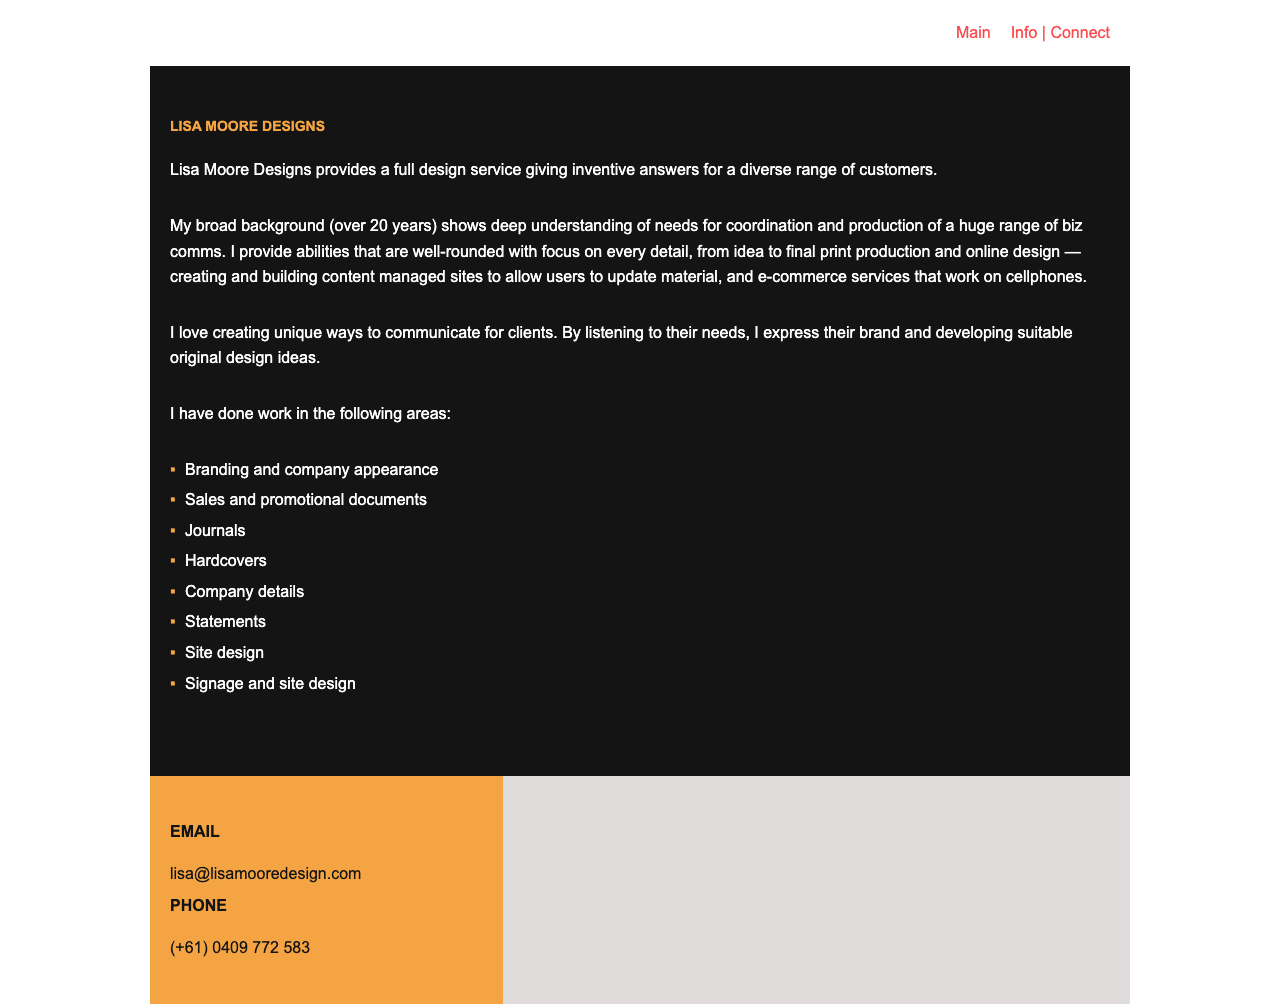 Main Info | Connect
LISA MOORE DESIGNS
Lisa Moore Designs provides a full design service giving inventive answers for a diverse range of customers.
My broad background (over 20 years) shows deep understanding of needs for coordination and production of a huge range of biz
comms. I provide abilities that are well-rounded with focus on every detail, from idea to final print production and online design —
creating and building content managed sites to allow users to update material, and e-commerce services that work on cellphones.
I love creating unique ways to communicate for clients. By listening to their needs, I express their brand and developing suitable
original design ideas.
I have done work in the following areas:
▪ Branding and company appearance
▪ Sales and promotional documents
▪ Journals
▪ Hardcovers
▪ Company details
▪ Statements
▪ Site design
▪ Signage and site design
EMAIL
lisa@lisamooredesign.com
PHONE
(+61) 0409 772 583